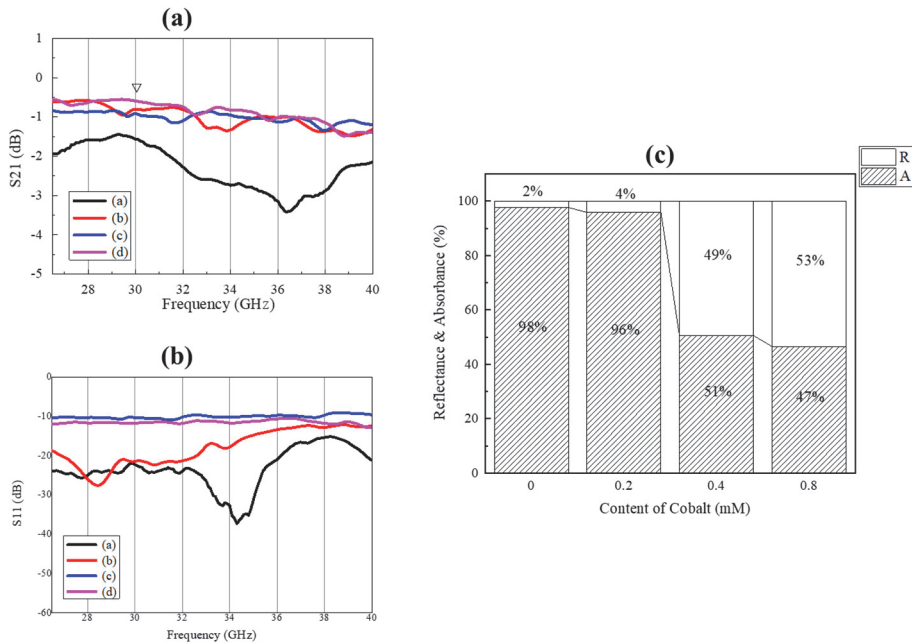 (a)
1
0
-1
-2
-3
-4
-5
S21 (dB)
(a)
(b)
(c)
(d)
28 30 32 34 36 38 40
Frequency (GHz)
(b)
0
-10
-20
-30
-40
-50
-60
S11 (dB)
(a)
(b)
(c)
(d)
28 30 32 34 36 38 40
Frequency (GHz)
(c)
R
A
100
80
60
40
20
0
Reflectance & Absorbance (%)
2% 4%
49% 53%
98% 96%
51% 47%
0 0.2 0.4 0.8
Content of Cobalt (mM)